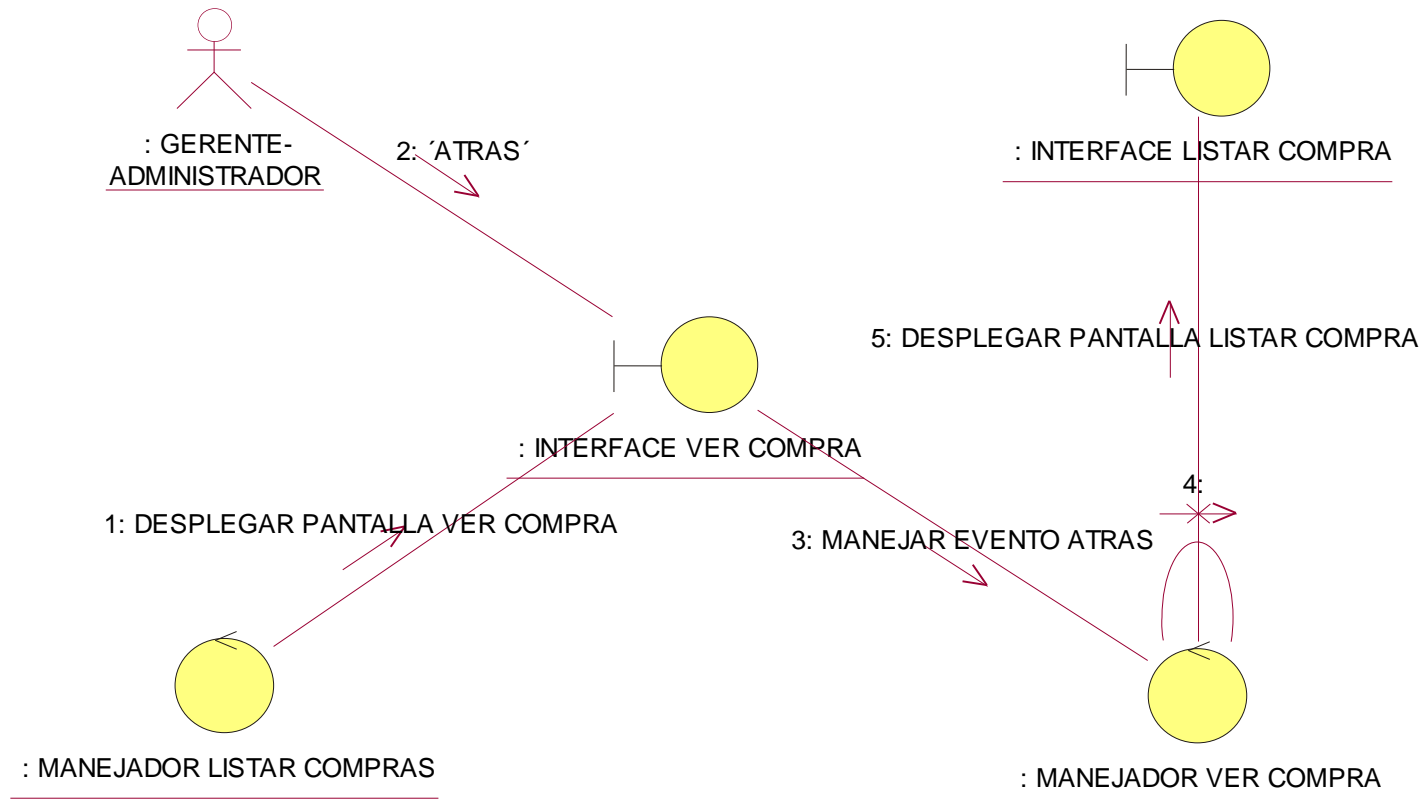 : GERENTE-
ADMINISTRADOR
2: ´ATRAS´
: INTERFACE LISTAR COMPRA
5: DESPLEGAR PANTALLA LISTAR COMPRA
: INTERFACE VER COMPRA
4:
1: DESPLEGAR PANTALLA VER COMPRA
3: MANEJAR EVENTO ATRAS
: MANEJADOR LISTAR COMPRAS
: MANEJADOR VER COMPRA